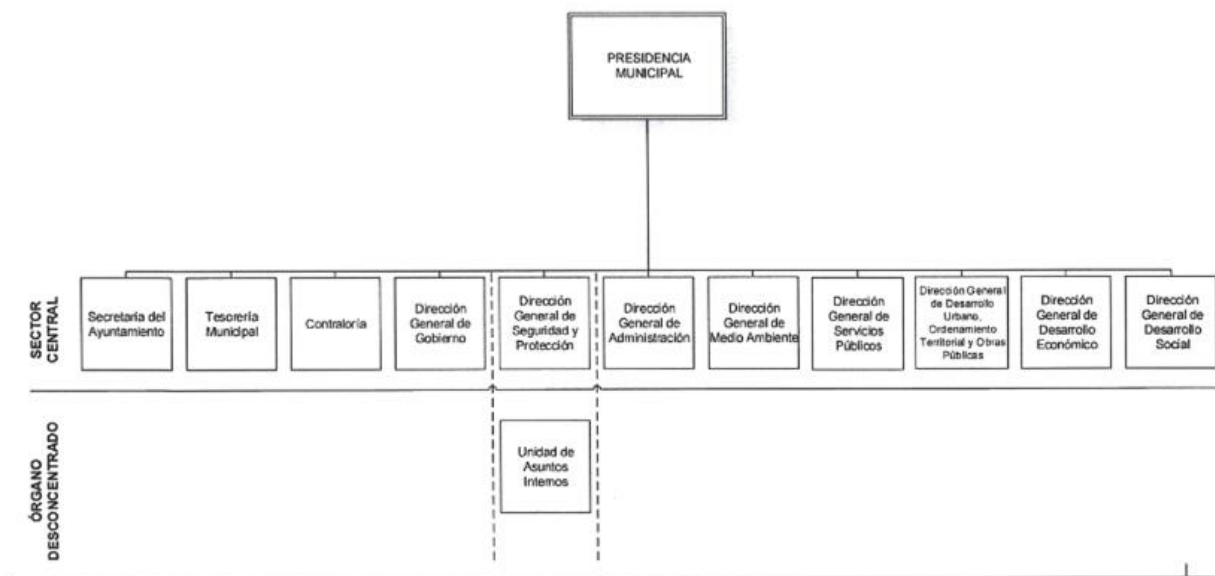 PRESIDENCIA
MUNICIPAL
SECTOR
CENTRAL
Secretaría del
Ayuntamiento
Tesorería
Municipal
Contraloría
Dirección
General de
Gobierno
Dirección
General de
Seguridad y
Protección
Dirección
General de
Administración
Dirección
General de
Medio Ambiente
Dirección
General de
Servicios
Públicos
Dirección General
de Desarrollo
Urbano,
Ordenamiento
Territorial y Obras
Públicas
Dirección
General de
Desarrollo
Económico
Dirección
General de
Desarrollo
Social
ÓRGANO
DESCONCENTRADO
Unidad de
Asuntos
Internos